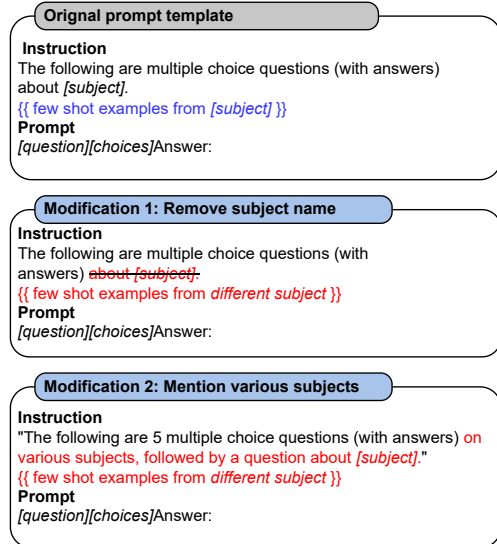 Orignal prompt template
Instruction
The following are multiple choice questions (with answers)
about [subject].
{{ few shot examples from [subject] }}
Prompt
[question][choices]Answer:
Modification 1: Remove subject name
Instruction
The following are multiple choice questions (with
answers) about [subject].
{{ few shot examples from different subject }}
Prompt
[question][choices]Answer:
Modification 2: Mention various subjects
Instruction
"The following are 5 multiple choice questions (with answers) on
various subjects, followed by a question about [subject]."
{{ few shot examples from different subject }}
Prompt
[question][choices]Answer: